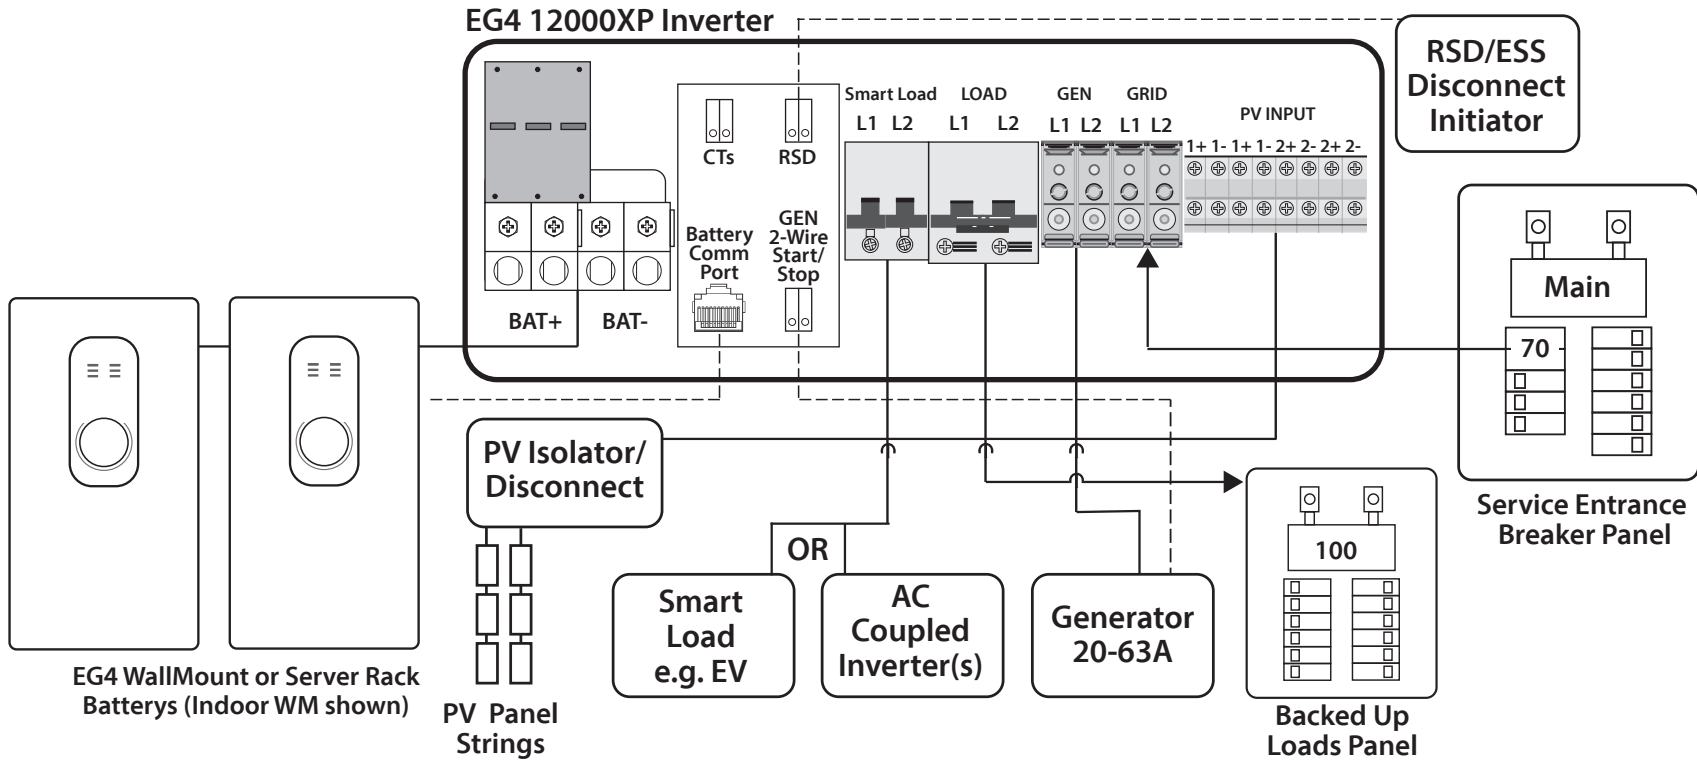 EG4 12000XP Inverter
RSD/ESS
Disconnect
Initiator
Smart Load
LOAD
GEN
GRID
PV INPUT
L1 L2
L1 L2
L1 L2
L1 L2
1+ 1- 1+ 1- 2+ 2- 2+ 2-
CTs
RSD
Battery
Comm
Port
GEN
2-Wire
Start/
Stop
BAT+
BAT-
Main
70
Service Entrance
Breaker Panel
PV Isolator/
Disconnect
OR
Smart
Load
e.g. EV
AC
Coupled
Inverter(s)
Generator
20-63A
100
Backed Up
Loads Panel
EG4 WallMount or Server Rack
Batterys (Indoor WM shown)
PV Panel
Strings